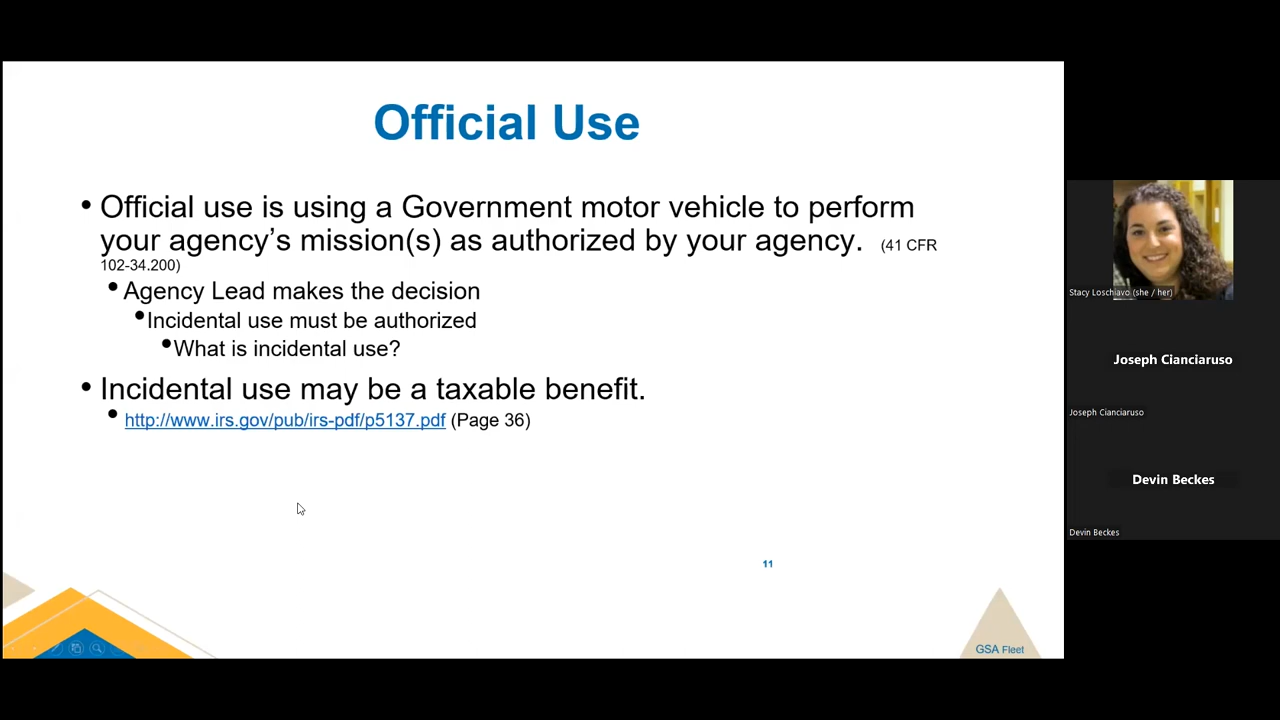 Official Use
• Official use is using a Government motor vehicle to perform
your agency’s mission(s) as authorized by your agency. (41 CFR
102-34.200)
• Agency Lead makes the decision
• Incidental use must be authorized
• What is incidental use?
• Incidental use may be a taxable benefit.
• http://www.irs.gov/pub/irs-pdf/p5137.pdf (Page 36)
11
GSA Fleet
Stacy Loschiavo (she / her)
Joseph Cianciaruso
Joseph Cianciaruso
Devin Beckes
Devin Beckes